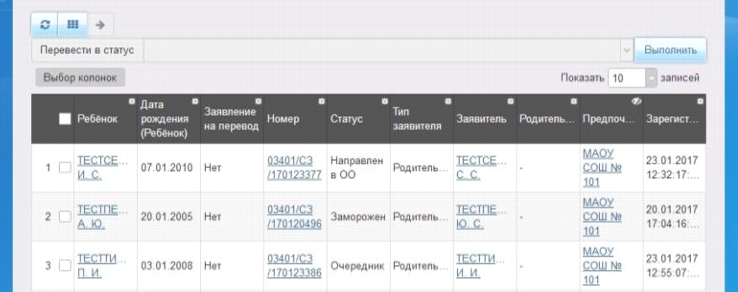 Перевести в статус Выполнить
Выбор колонок Показать 10 записей
Ребёнок Дата рождения (Ребёнок) Заявление на перевод Номер Статус Тип заявителя Заявитель Родитель... Предпоч... Зарегист...
1 ТЕСТСЕ... И. С. 07.01.2010 Нет 03401/СЗ/170123377 Направлен в ОО Родитель... ТЕСТСЕ... С. С. - МАОУ СОШ № 101 23.01.2017 12:32:17:...
2 ТЕСТПЕ... А. Ю. 20.01.2005 Нет 03401/СЗ/170120496 Заморожен Родитель... ТЕСТПЕ... Ю. С. - МАОУ СОШ № 101 20.01.2017 17:04:16:...
3 ТЕСТТИ... П. И. 03.01.2008 Нет 03401/СЗ/170123386 Очередник Родитель... ТЕСТТИ... И. И. - МАОУ СОШ № 101 23.01.2017 12:55:07:...